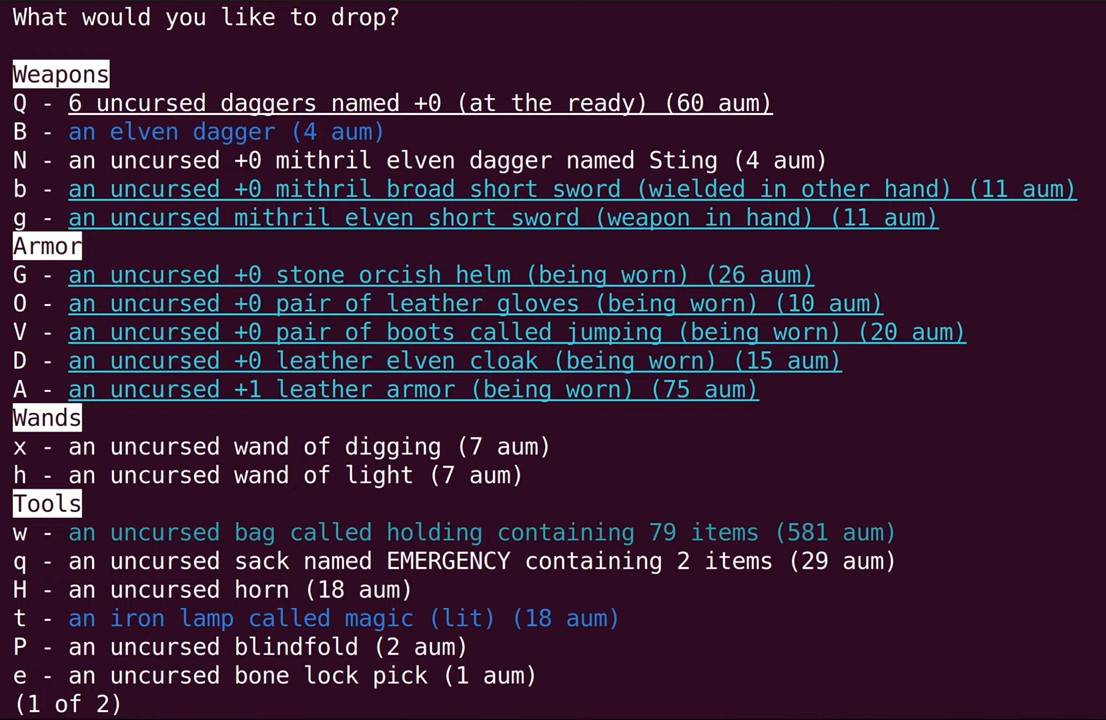 What would you like to drop?
Weapons
Q - 6 uncursed daggers named +0 (at the ready) (60 aum)
B - an elven dagger (4 aum)
N - an uncursed +0 mithril elven dagger named Sting (4 aum)
b - an uncursed +0 mithril broad short sword (wielded in other hand) (11 aum)
g - an uncursed mithril elven short sword (weapon in hand) (11 aum)
Armor
G - an uncursed +0 stone orcish helm (being worn) (26 aum)
O - an uncursed +0 pair of leather gloves (being worn) (10 aum)
V - an uncursed +0 pair of boots called jumping (being worn) (20 aum)
D - an uncursed +0 leather elven cloak (being worn) (15 aum)
A - an uncursed +1 leather armor (being worn) (75 aum)
Wands
x - an uncursed wand of digging (7 aum)
h - an uncursed wand of light (7 aum)
Tools
w - an uncursed bag called holding containing 79 items (581 aum)
q - an uncursed sack named EMERGENCY containing 2 items (29 aum)
H - an uncursed horn (18 aum)
t - an iron lamp called magic (lit) (18 aum)
P - an uncursed blindfold (2 aum)
e - an uncursed bone lock pick (1 aum)
(1 of 2)